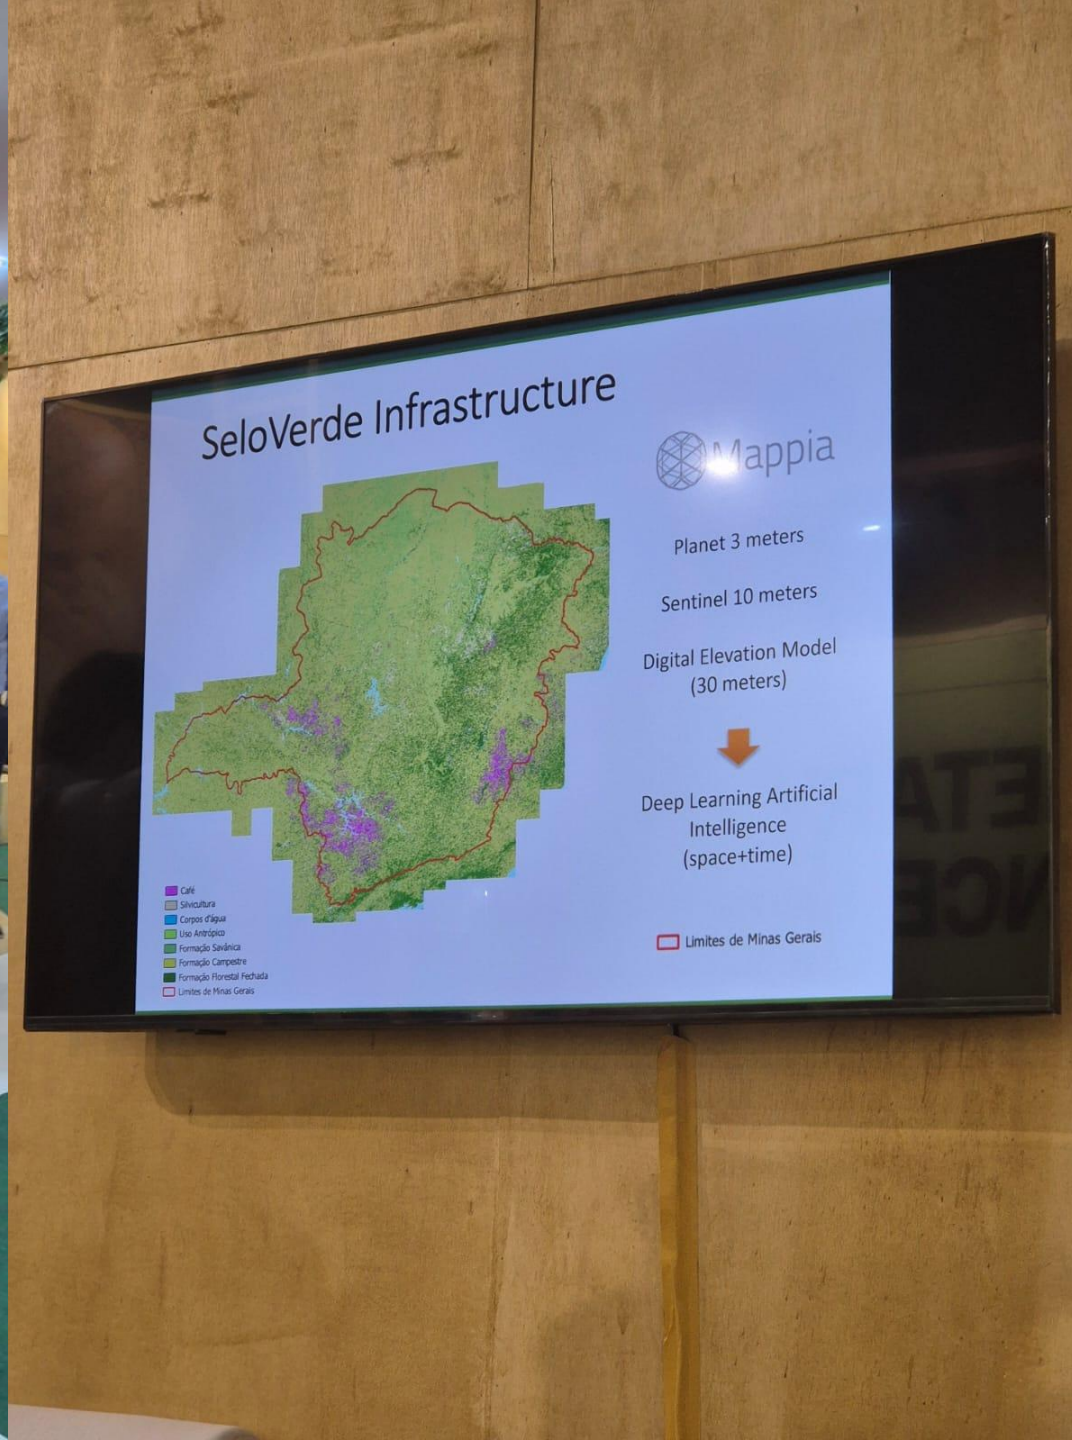 SeloVerde Infrastructure
Mappia
Planet 3 meters
Sentinel 10 meters
Digital Elevation Model
(30 meters)
Deep Learning Artificial
Intelligence
(space+time)
Limites de Minas Gerais
Café
Silvicultura
Corpos d'água
Uso Antrópico
Formação Savânica
Formação Campestre
Formação Florestal Fechada
Limites de Minas Gerais
ETA
NCE